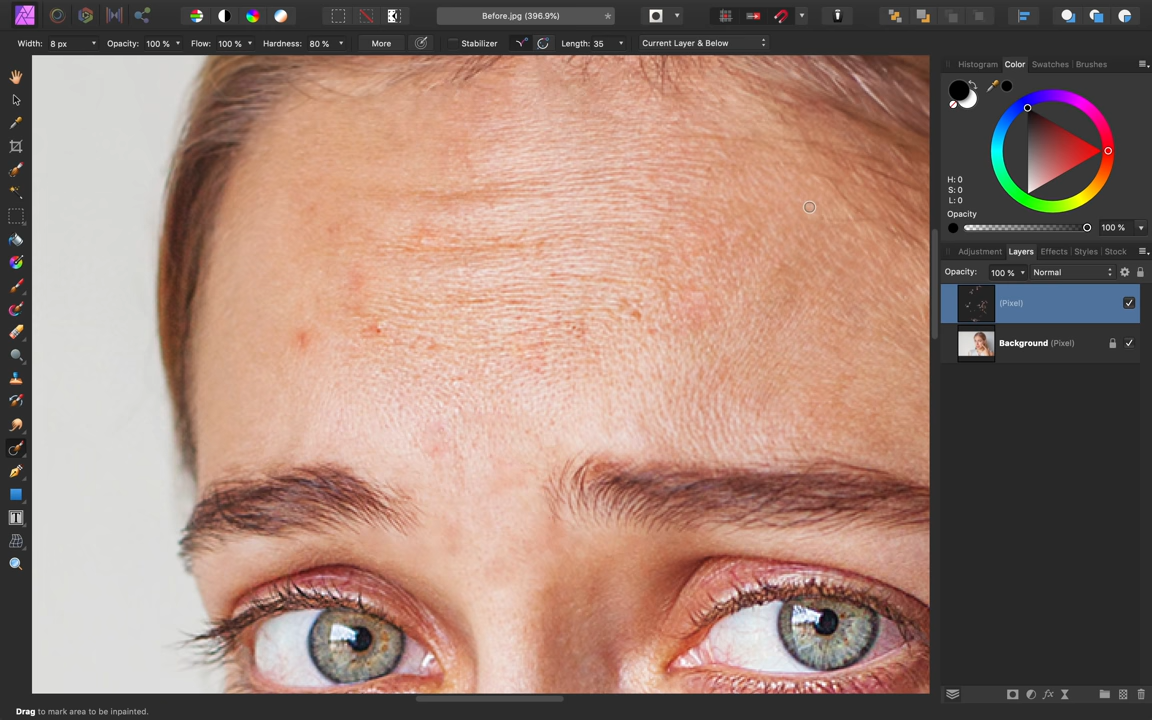 Before.jpg (396.9%)
Width: 8 px Opacity: 100 % Flow: 100 % Hardness: 80 % More Stabilizer Length: 35 Current Layer & Below
Histogram Color Swatches Brushes
H: 0
S: 0
L: 0
Opacity
100 %
Adjustment Layers Effects Styles Stock
Opacity: 100 % Normal
(Pixel)
Background (Pixel)
Drag to mark area to be inpainted.